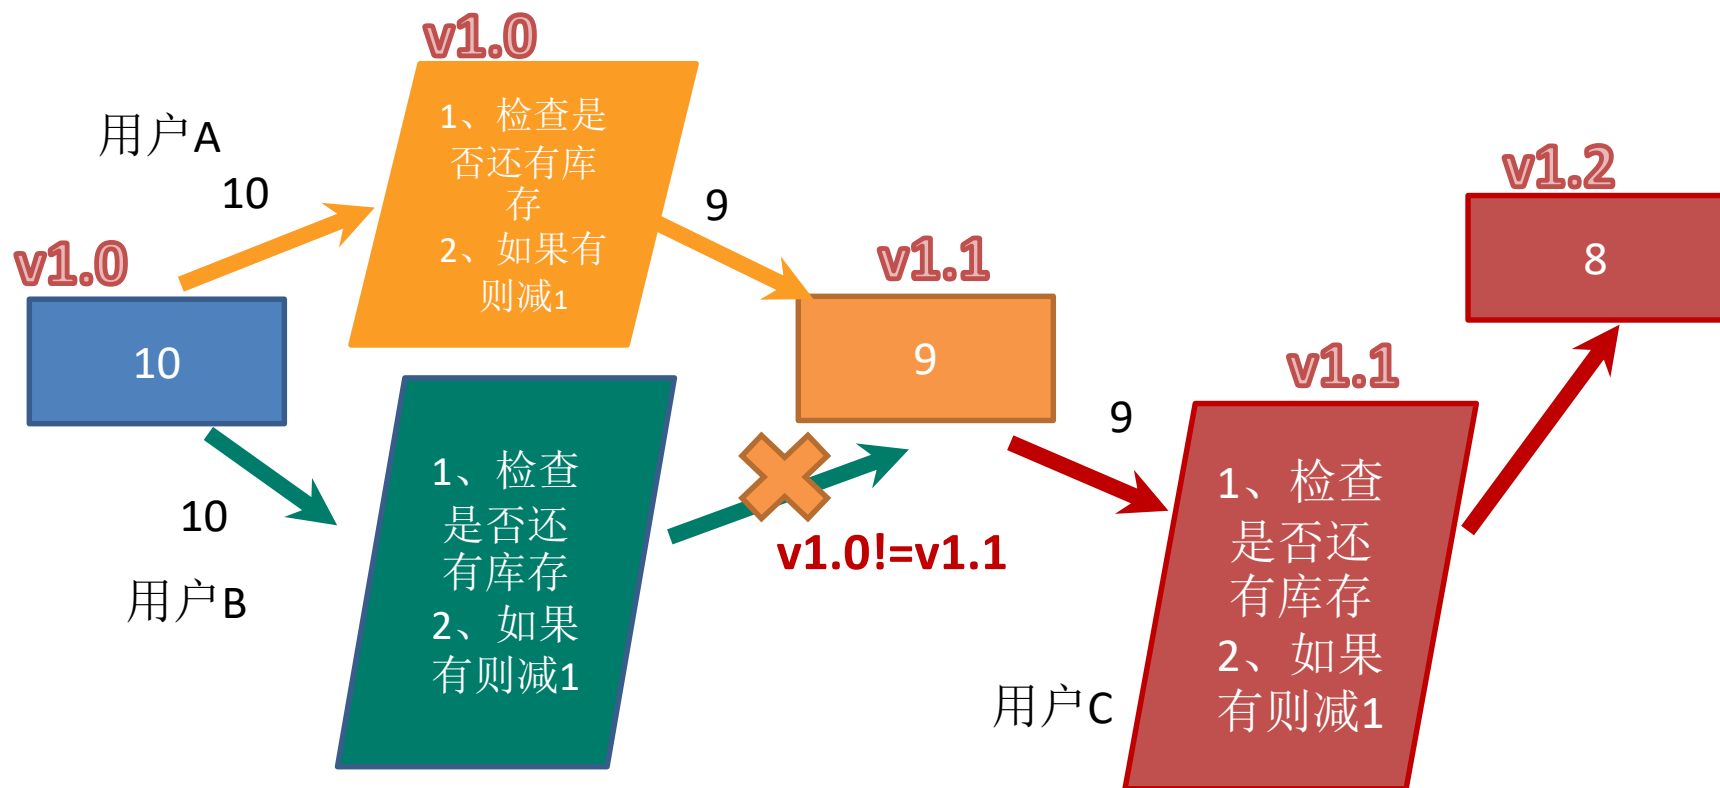 v1.0
用户A
10
1、检查是
否还有库
存
2、如果有
则减1
9
v1.0
10
10
用户B
1、检查
是否还
有库存
2、如果
有则减1
v1.1
9
v1.0!=v1.1
9
用户C
v1.1
1、检查
是否还
有库存
2、如果
有则减1
v1.2
8